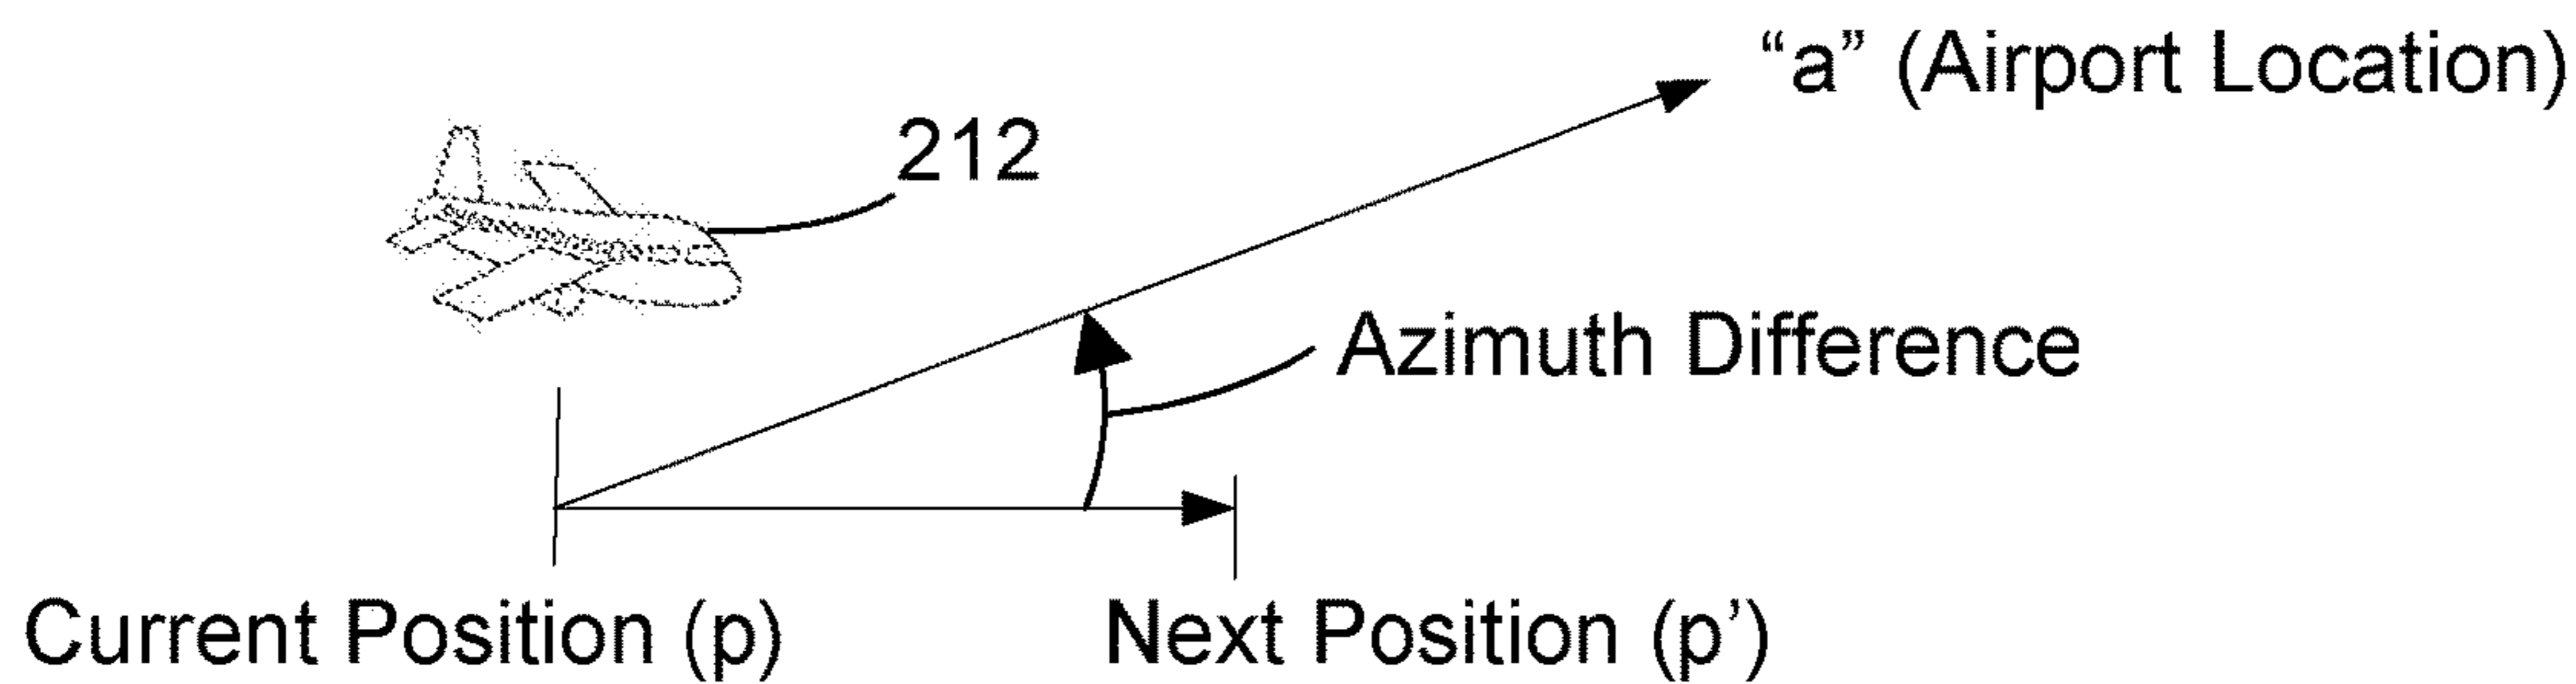 “a” (Airport Location)
212
Azimuth Difference
Current Position (p)
Next Position (p’)